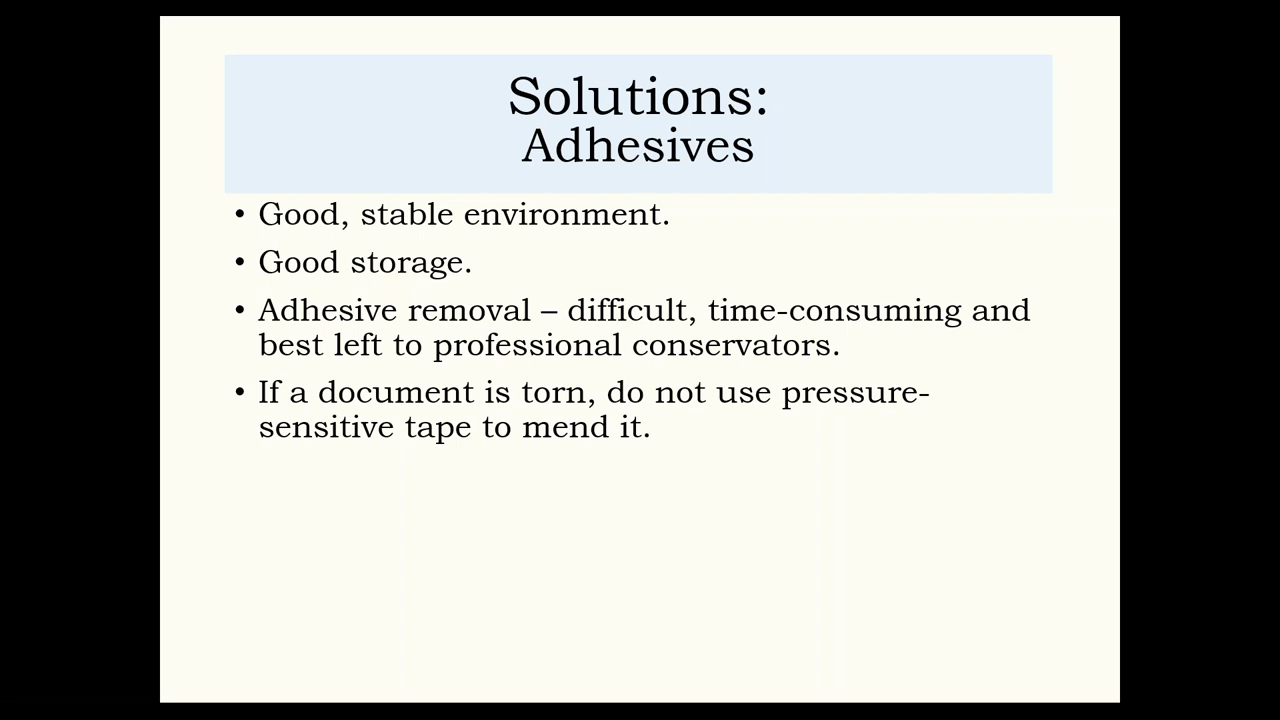 Solutions:
Adhesives
• Good, stable environment.
• Good storage.
• Adhesive removal – difficult, time-consuming and
best left to professional conservators.
• If a document is torn, do not use pressure-
sensitive tape to mend it.